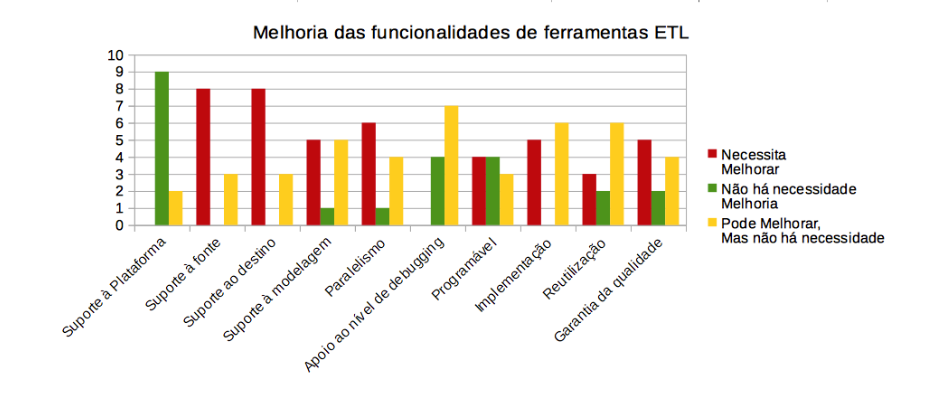 Melhoria das funcionalidades de ferramentas ETL
10
9
8
7
6
5
4
3
2
1
0
Suporte à Plataforma
Suporte à fonte
Suporte ao destino
Suporte à modelagem
Paralelismo
Apoio ao nível de debugging
Programável
Implementação
Reutilização
Garantia da qualidade
Necessita
Melhorar
Não há necessidade
Melhoria
Pode Melhorar,
Mas não há necessidade